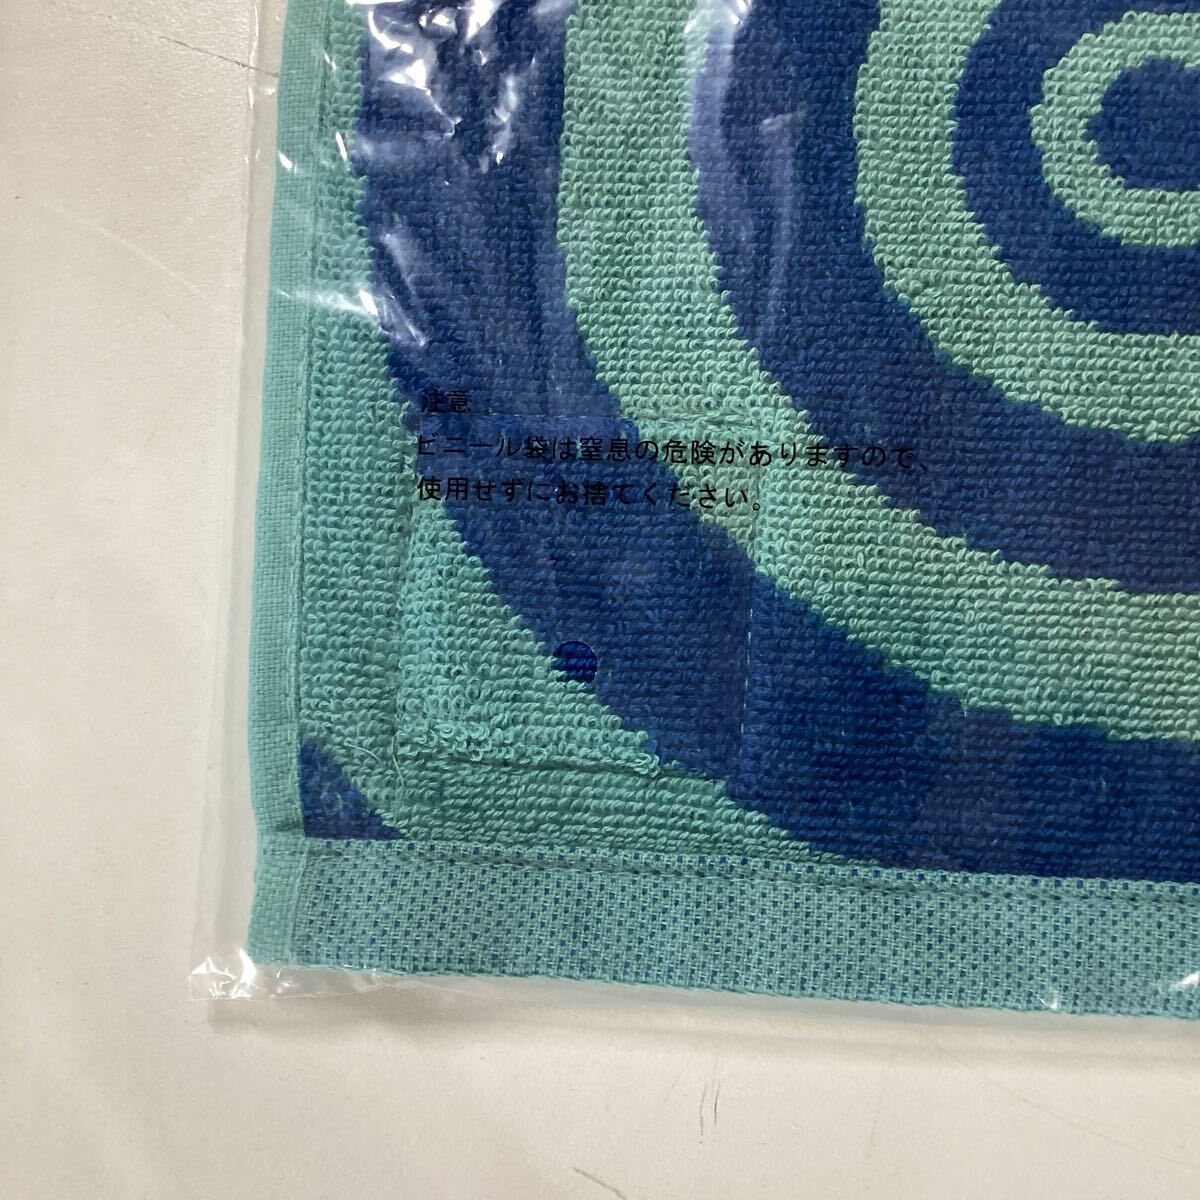 注意
ビニール袋は窒息の危険がありますので、
使用せずにお捨てください。